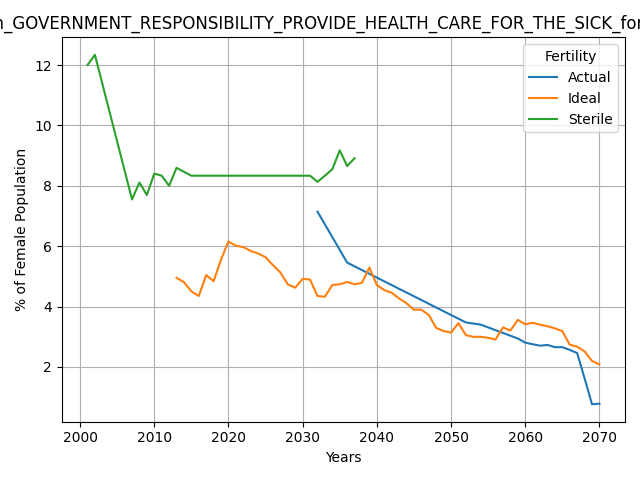 n_GOVERNMENT_RESPONSIBILITY_PROVIDE_HEALTH_CARE_FOR_THE_SICK_for
Fertility
Actual
Ideal
Sterile
% of Female Population
12
10
8
6
4
2
2000 2010 2020 2030 2040 2050 2060 2070
Years